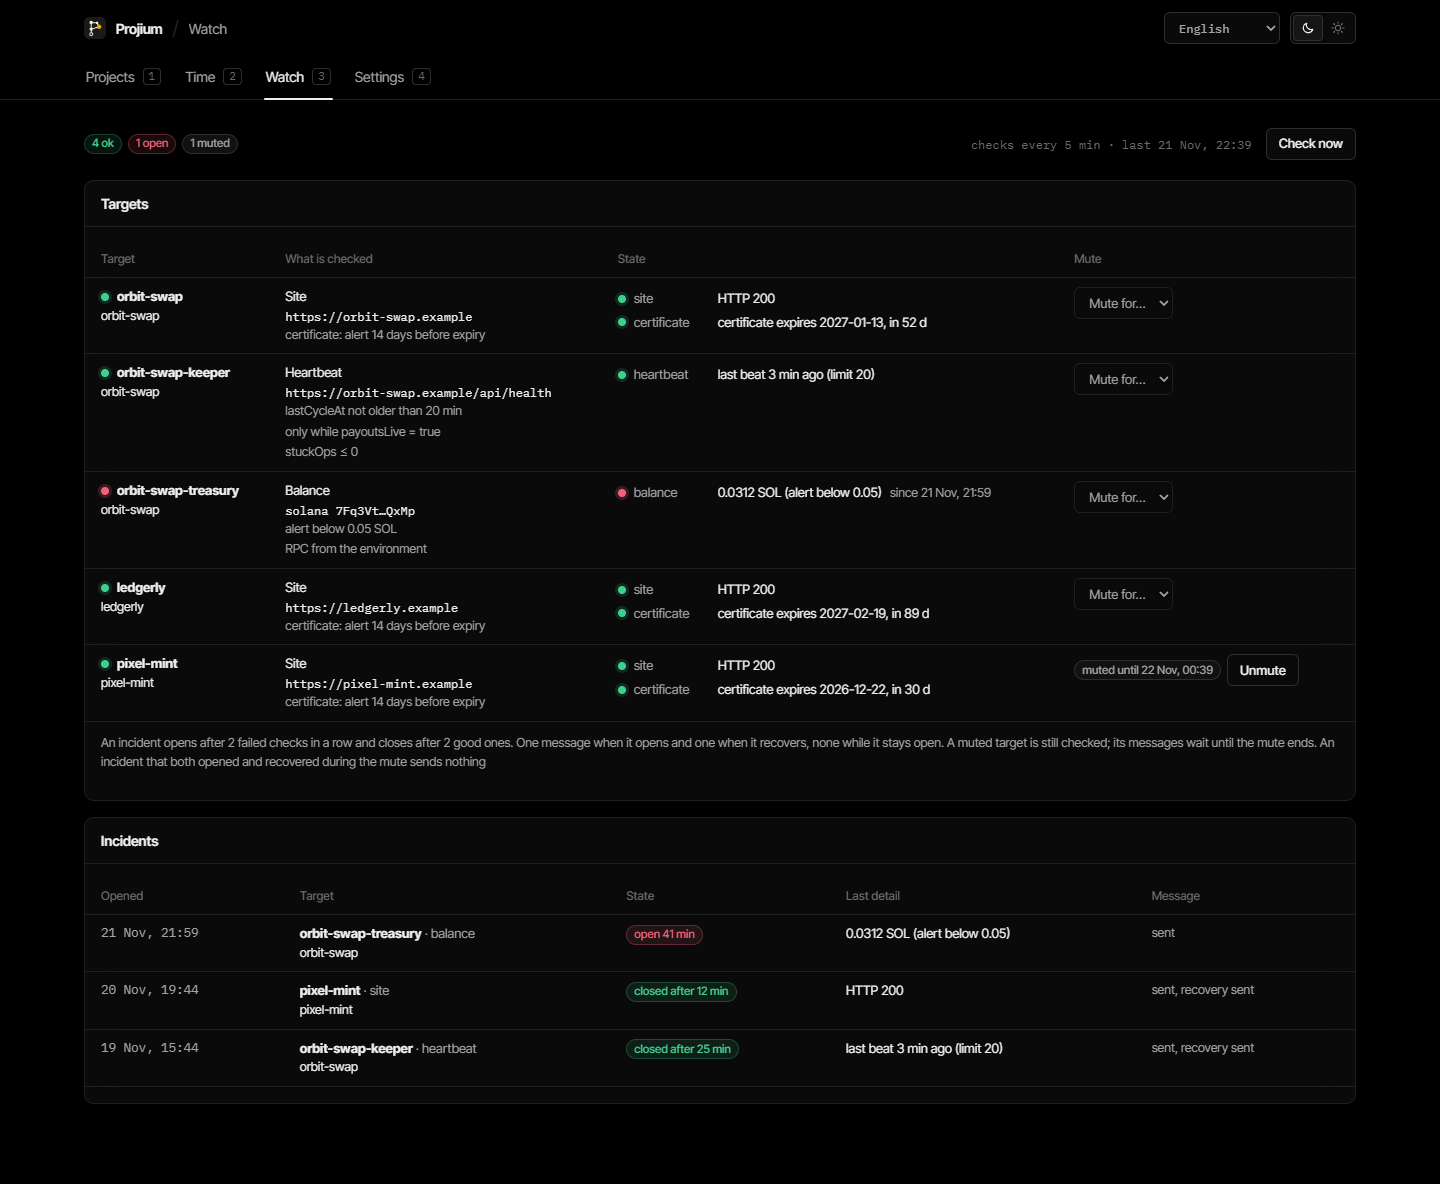 Projium / Watch
English
Projects 1 Time 2 Watch 3 Settings 4
4 ok 1 open 1 muted
checks every 5 min · last 21 Nov, 22:39 Check now
Targets
Target What is checked State Mute
orbit-swap
orbit-swap
Site
https://orbit-swap.example
certificate: alert 14 days before expiry
site HTTP 200
certificate certificate expires 2027-01-13, in 52 d
Mute for...
orbit-swap-keeper
orbit-swap
Heartbeat
https://orbit-swap.example/api/health
lastCycleAt not older than 20 min
only while payoutsLive = true
stuckOps ≤ 0
heartbeat last beat 3 min ago (limit 20)
Mute for...
orbit-swap-treasury
orbit-swap
Balance
solana 7Fq3Vt…QxMp
alert below 0.05 SOL
RPC from the environment
balance 0.0312 SOL (alert below 0.05) since 21 Nov, 21:59
Mute for...
ledgerly
ledgerly
Site
https://ledgerly.example
certificate: alert 14 days before expiry
site HTTP 200
certificate certificate expires 2027-02-19, in 89 d
Mute for...
pixel-mint
pixel-mint
Site
https://pixel-mint.example
certificate: alert 14 days before expiry
site HTTP 200
certificate certificate expires 2026-12-22, in 30 d
muted until 22 Nov, 00:39 Unmute
An incident opens after 2 failed checks in a row and closes after 2 good ones. One message when it opens and one when it recovers, none while it stays open. A muted target is still checked; its messages wait until the mute ends. An
incident that both opened and recovered during the mute sends nothing
Incidents
Opened Target State Last detail Message
21 Nov, 21:59 orbit-swap-treasury · balance open 41 min 0.0312 SOL (alert below 0.05) sent
orbit-swap
20 Nov, 19:44 pixel-mint · site closed after 12 min HTTP 200 sent, recovery sent
pixel-mint
19 Nov, 15:44 orbit-swap-keeper · heartbeat closed after 25 min last beat 3 min ago (limit 20) sent, recovery sent
orbit-swap